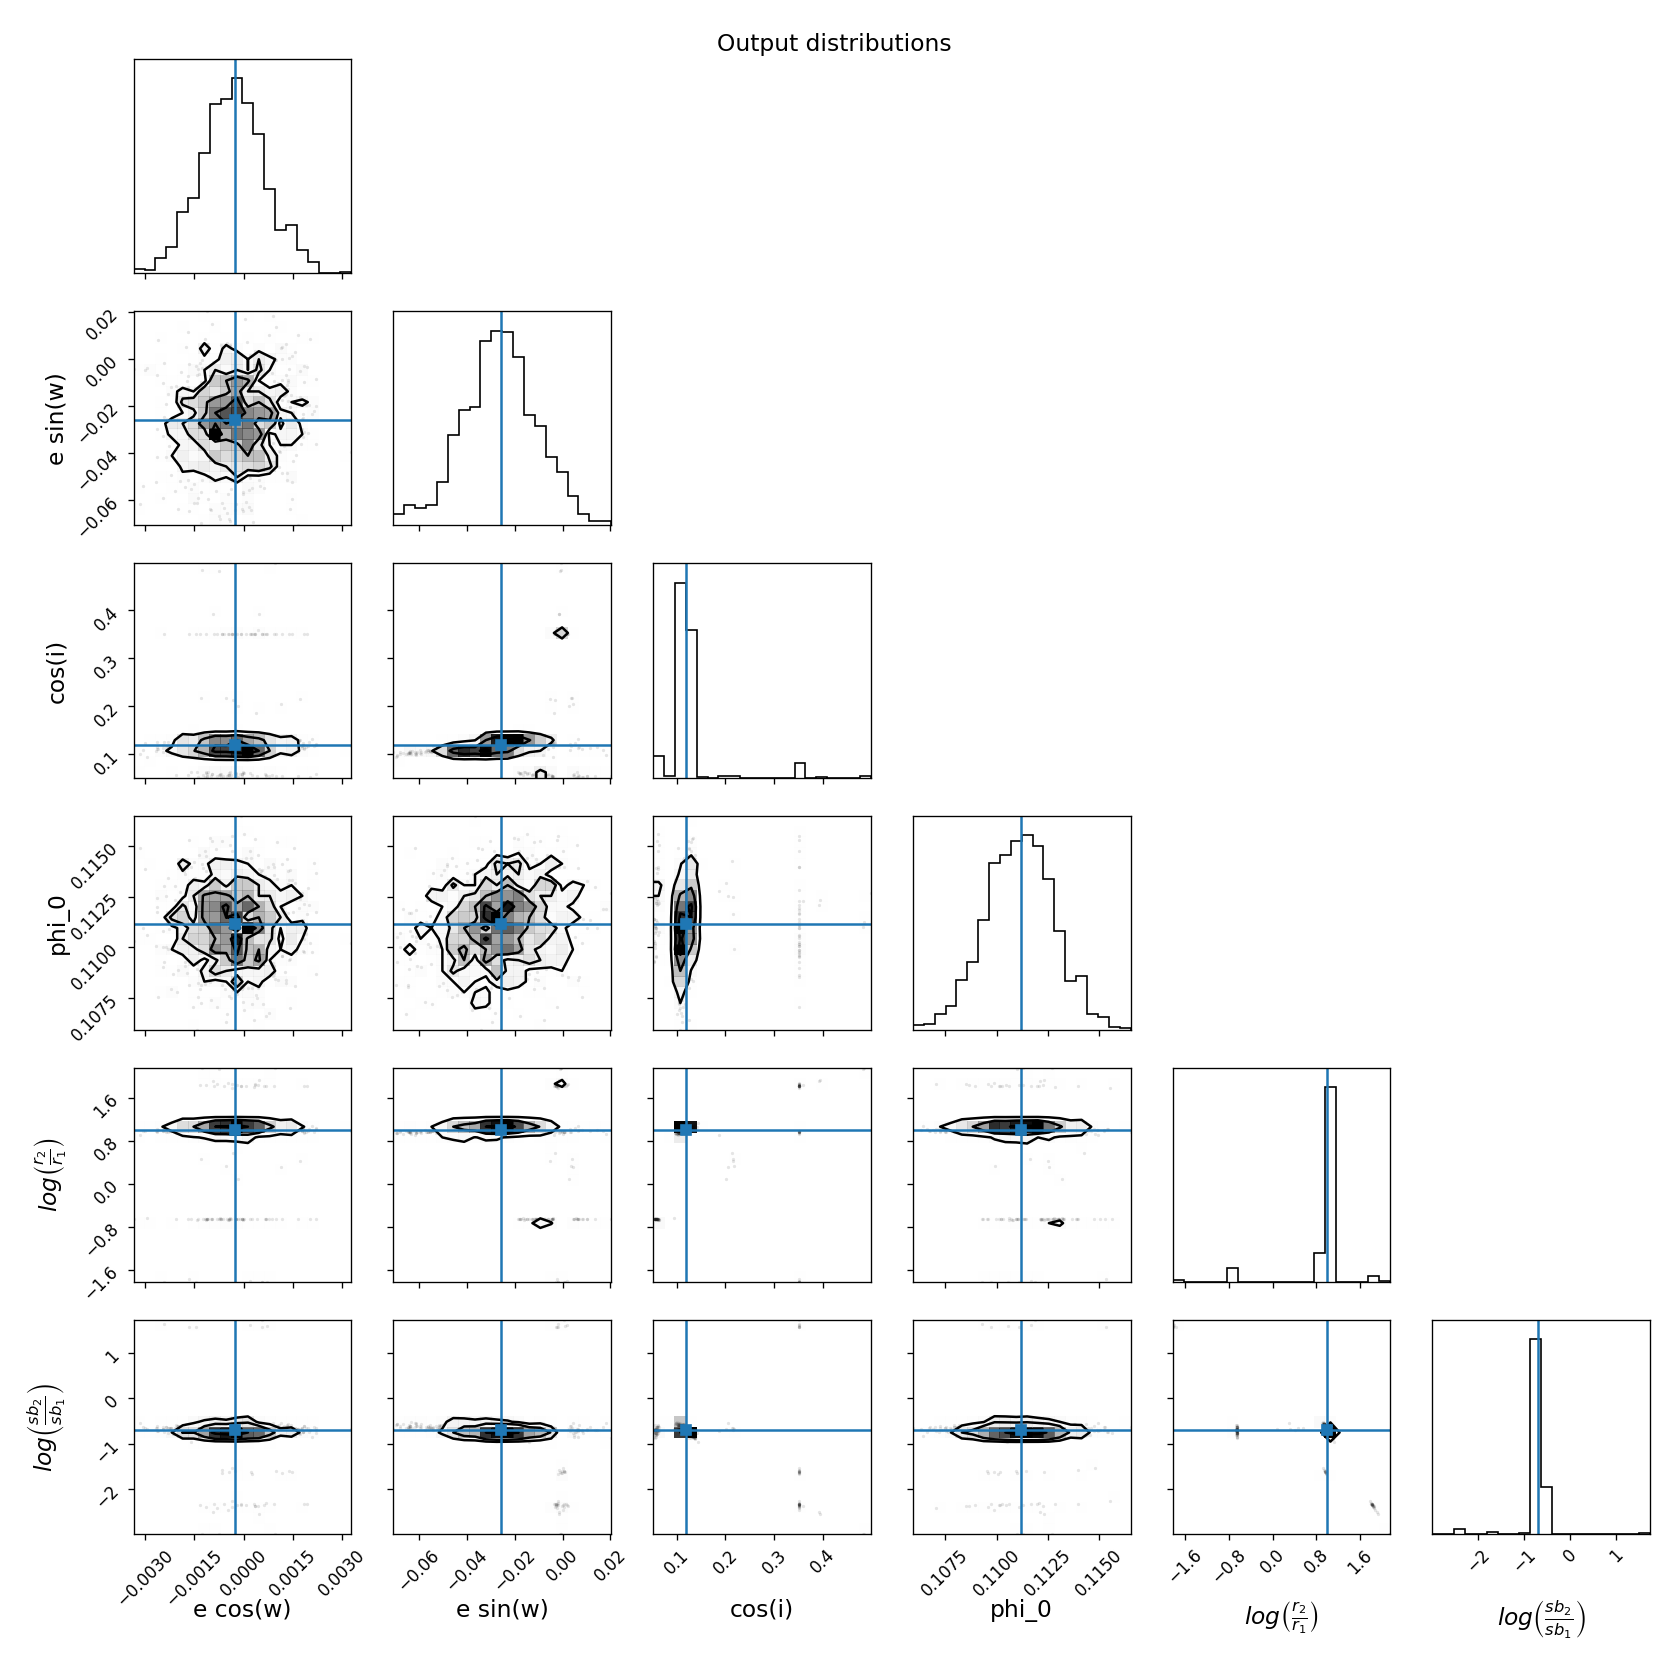 Output distributions
0.02
0.00
−0.02
−0.04
−0.06
e sin(w)
0.4
0.3
0.2
0.1
cos(i)
0.1150
0.1125
0.1100
0.1075
phi_0
1.6
0.8
0.0
−0.8
−1.6
log(r₂/r₁)
1
0
−1
−2
log(sb₂/sb₁)
−0.0030 −0.0015 0.0000 0.0015 0.0030 −0.06 −0.04 −0.02 0.00 0.02 0.1 0.2 0.3 0.4 0.1075 0.1100 0.1125 0.1150 −1.6 −0.8 0.0 0.8 1.6 −2 −1 0 1
e cos(w) e sin(w) cos(i) phi_0 log(r₂/r₁) log(sb₂/sb₁)